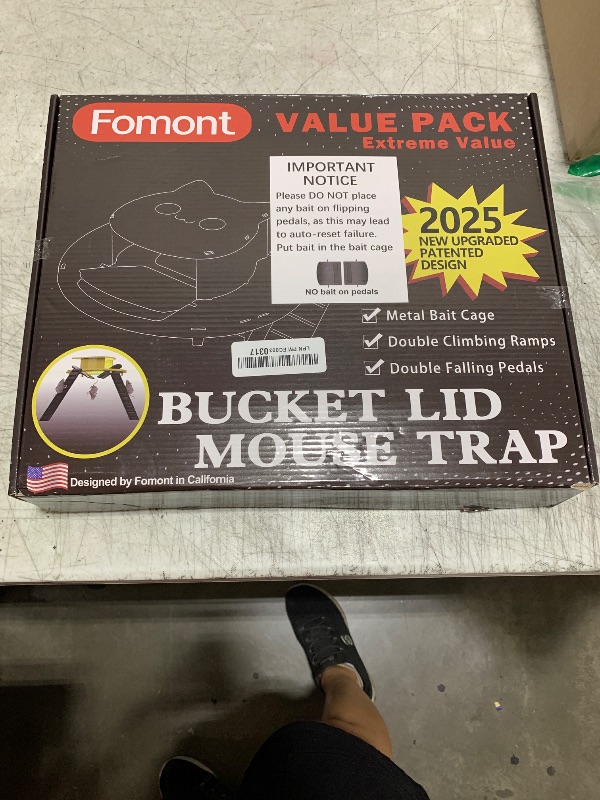 Fomont
VALUE PACK
Extreme Value
IMPORTANT
NOTICE
Please DO NOT place
any bait on flipping
pedals, as this may lead
to auto-reset failure.
Put bait in the bait cage
NO bait on pedals
2025
NEW UPGRADED
PATENTED
DESIGN
Metal Bait Cage
Double Climbing Ramps
Double Falling Pedals
0317
BUCKET LID
MOUSE TRAP
Designed by Fomont in California